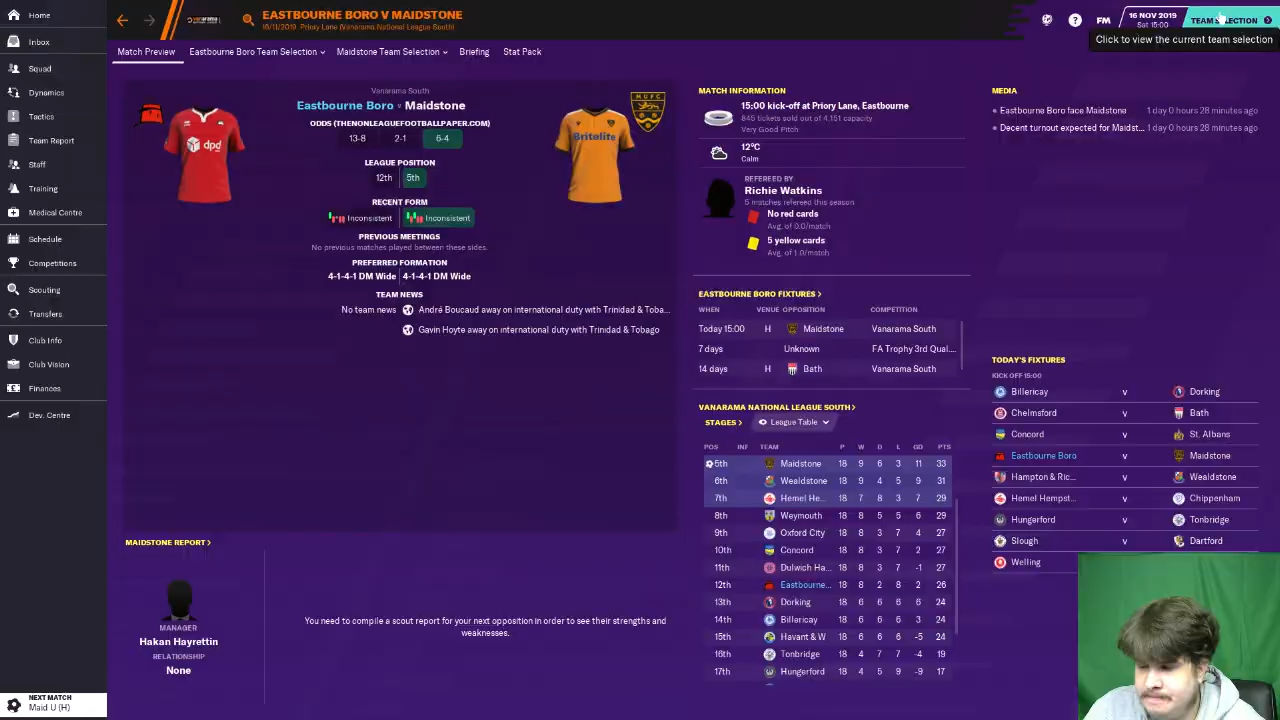 EASTBOURNE BORO V MAIDSTONE
16/11/2019 Priory Lane (Vanarama National League South)
FM
16 NOV 2019
Sat 15:00
TEAM SELECTION
Click to view the current team selection
Home
Inbox
Squad
Dynamics
Tactics
Team Report
Staff
Training
Medical Centre
Schedule
Competitions
Scouting
Transfers
Club Info
Club Vision
Finances
Dev. Centre
NEXT MATCH
Maid U (H)
Match Preview
Eastbourne Boro Team Selection
Maidstone Team Selection
Briefing
Stat Pack
Vanarama South
Eastbourne Boro v Maidstone
ODDS (THENONLEAGUEFOOTBALLPAPER.COM)
13-8 2-1 6-4
LEAGUE POSITION
12th 5th
RECENT FORM
Inconsistent Inconsistent
PREVIOUS MEETINGS
No previous matches played between these sides.
PREFERRED FORMATION
4-1-4-1 DM Wide 4-1-4-1 DM Wide
TEAM NEWS
No team news André Boucaud away on international duty with Trinidad & Toba...
Gavin Hoyte away on international duty with Trinidad & Tobago
dpd
Britelite
MUFC
MAIDSTONE REPORT
MANAGER
Hakan Hayrettin
RELATIONSHIP
None
You need to compile a scout report for your next opposition in order to see their strengths and
weaknesses.
MATCH INFORMATION
15:00 kick-off at Priory Lane, Eastbourne
845 tickets sold out of 4,151 capacity
Very Good Pitch
12°C
Calm
REFEREED BY
Richie Watkins
5 matches refereed this season
No red cards
Avg. of 0.0/match
5 yellow cards
Avg. of 1.0/match
EASTBOURNE BORO FIXTURES
WHEN VENUE OPPOSITION COMPETITION
Today 15:00 H Maidstone Vanarama South
7 days Unknown FA Trophy 3rd Qual....
14 days H Bath Vanarama South
VANARAMA NATIONAL LEAGUE SOUTH
STAGES League Table
POS INF TEAM P W D L GD PTS
5th Maidstone 18 9 6 3 11 33
6th Wealdstone 18 9 4 5 9 31
7th Hemel He... 18 7 8 3 7 29
8th Weymouth 18 8 5 5 6 29
9th Oxford City 18 8 3 7 4 27
10th Concord 18 8 3 7 2 27
11th Dulwich Ha... 18 8 3 7 -1 27
12th Eastbourne... 18 8 2 8 2 26
13th Dorking 18 6 6 6 6 24
14th Billericay 18 6 6 6 3 24
15th Havant & W 18 6 6 6 -5 24
16th Tonbridge 18 4 7 7 -4 19
17th Hungerford 18 4 5 9 -9 17
MEDIA
Eastbourne Boro face Maidstone 1 day 0 hours 28 minutes ago
Decent turnout expected for Maidst... 1 day 0 hours 28 minutes ago
TODAY'S FIXTURES
KICK OFF 15:00
Billericay v Dorking
Chelmsford v Bath
Concord v St. Albans
Eastbourne Boro v Maidstone
Hampton & Ric... v Wealdstone
Hemel Hempst... v Chippenham
Hungerford v Tonbridge
Slough v Dartford
Welling